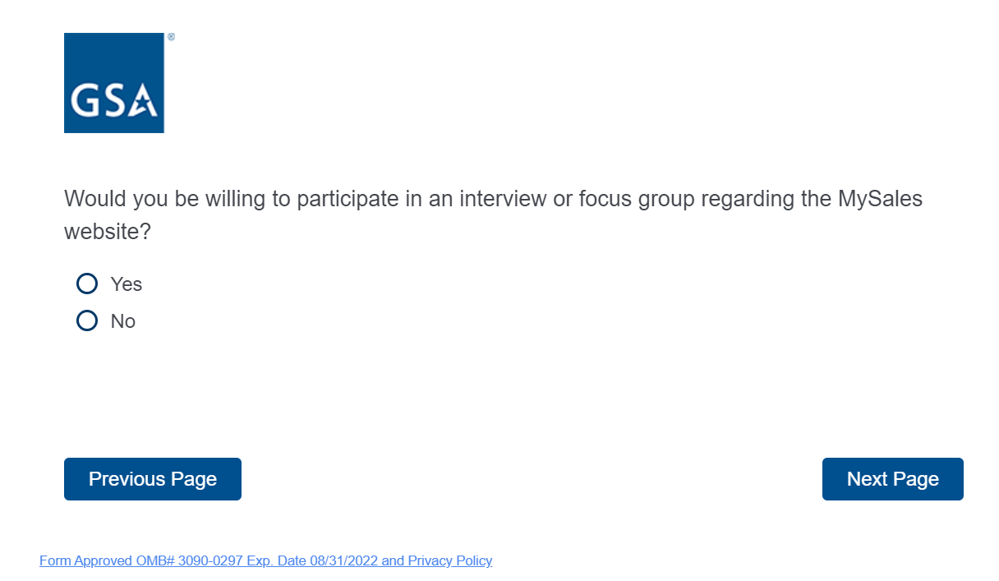 ®
GSA
Would you be willing to participate in an interview or focus group regarding the MySales
website?
Yes
No
Previous Page
Next Page
Form Approved OMB# 3090-0297 Exp. Date 08/31/2022 and Privacy Policy